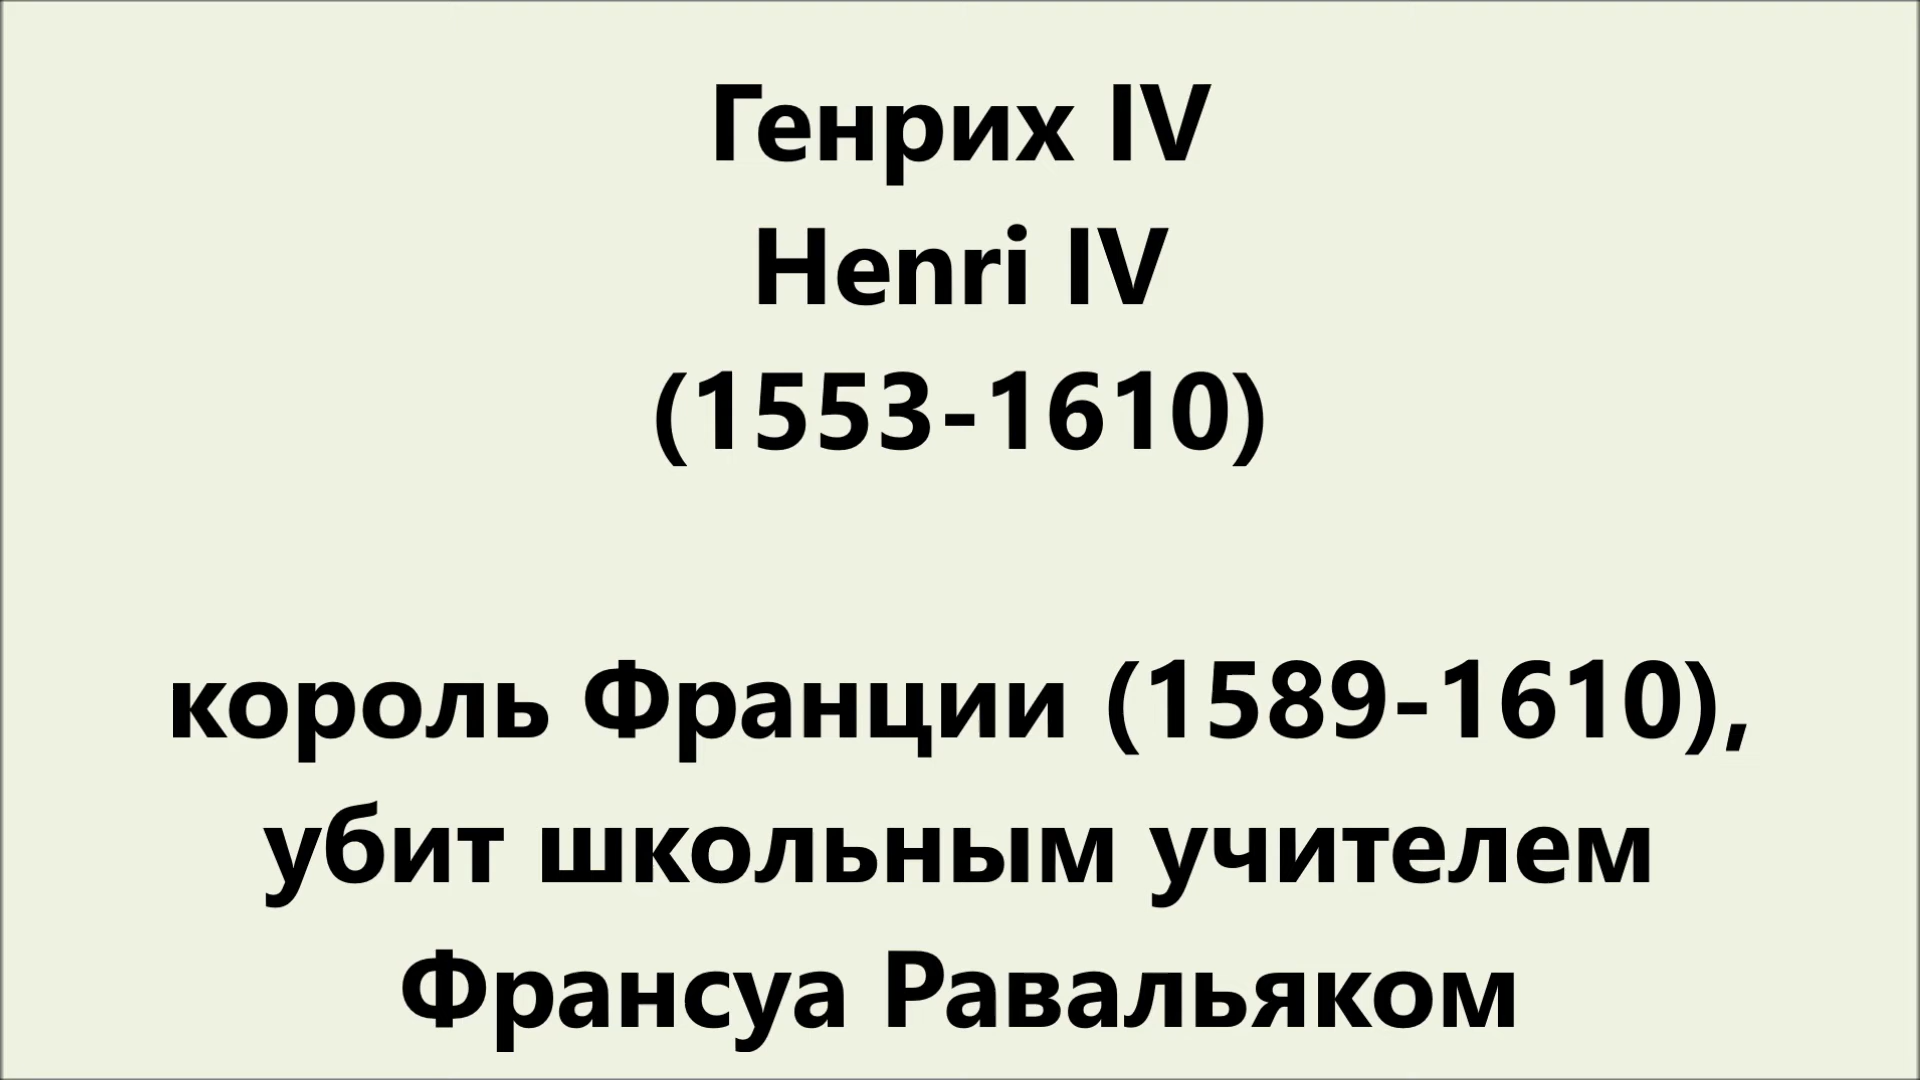 Генрих IV
Henri IV
(1553-1610)
король Франции (1589-1610),
убит школьным учителем
Франсуа Равальяком